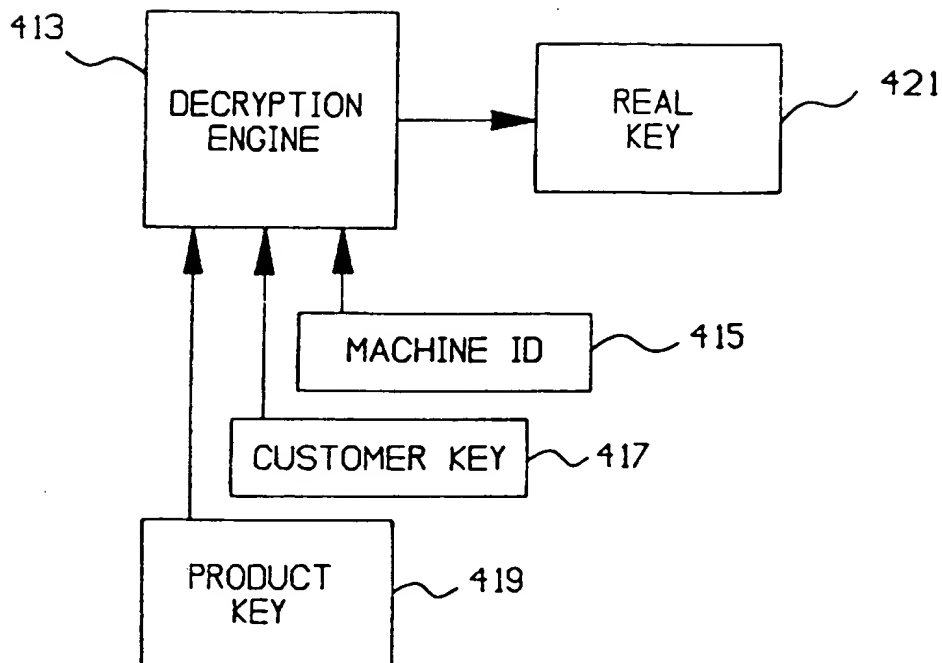 413
DECRYPTION
ENGINE
REAL
KEY
421
MACHINE ID
415
CUSTOMER KEY
417
PRODUCT
KEY
419